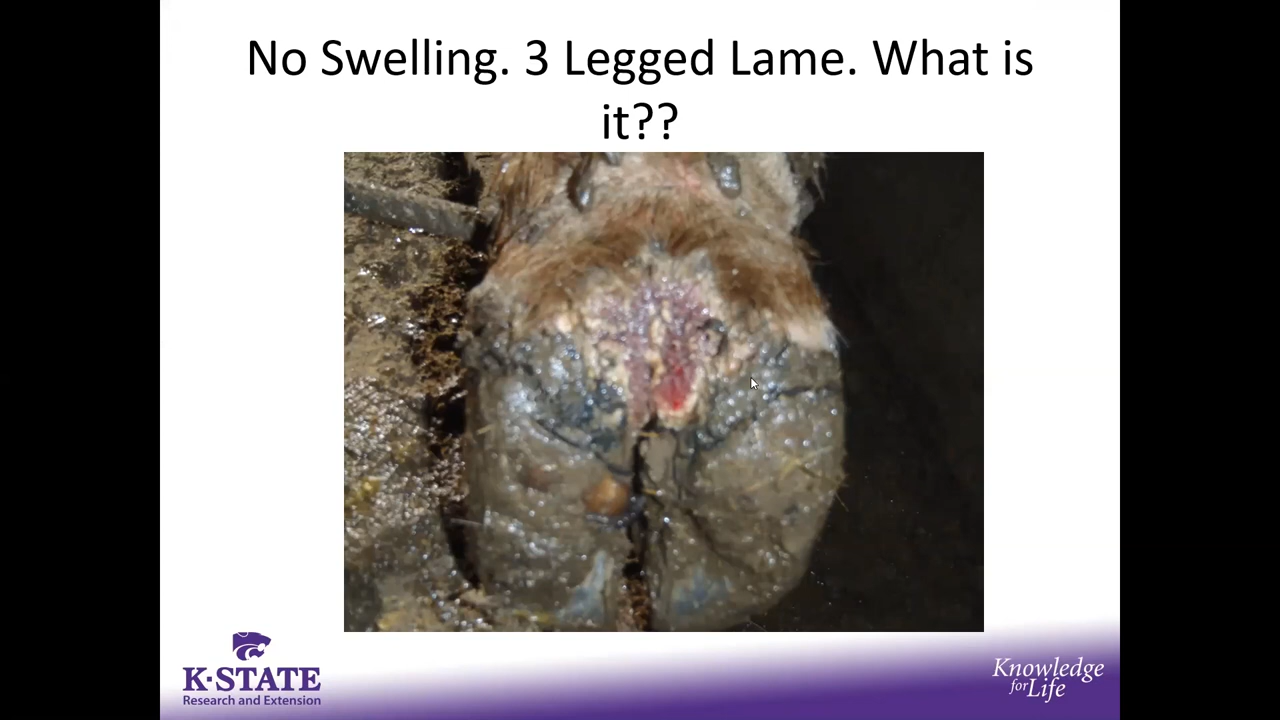 No Swelling. 3 Legged Lame. What is
it??
K·STATE
Research and Extension
Knowledge
for Life